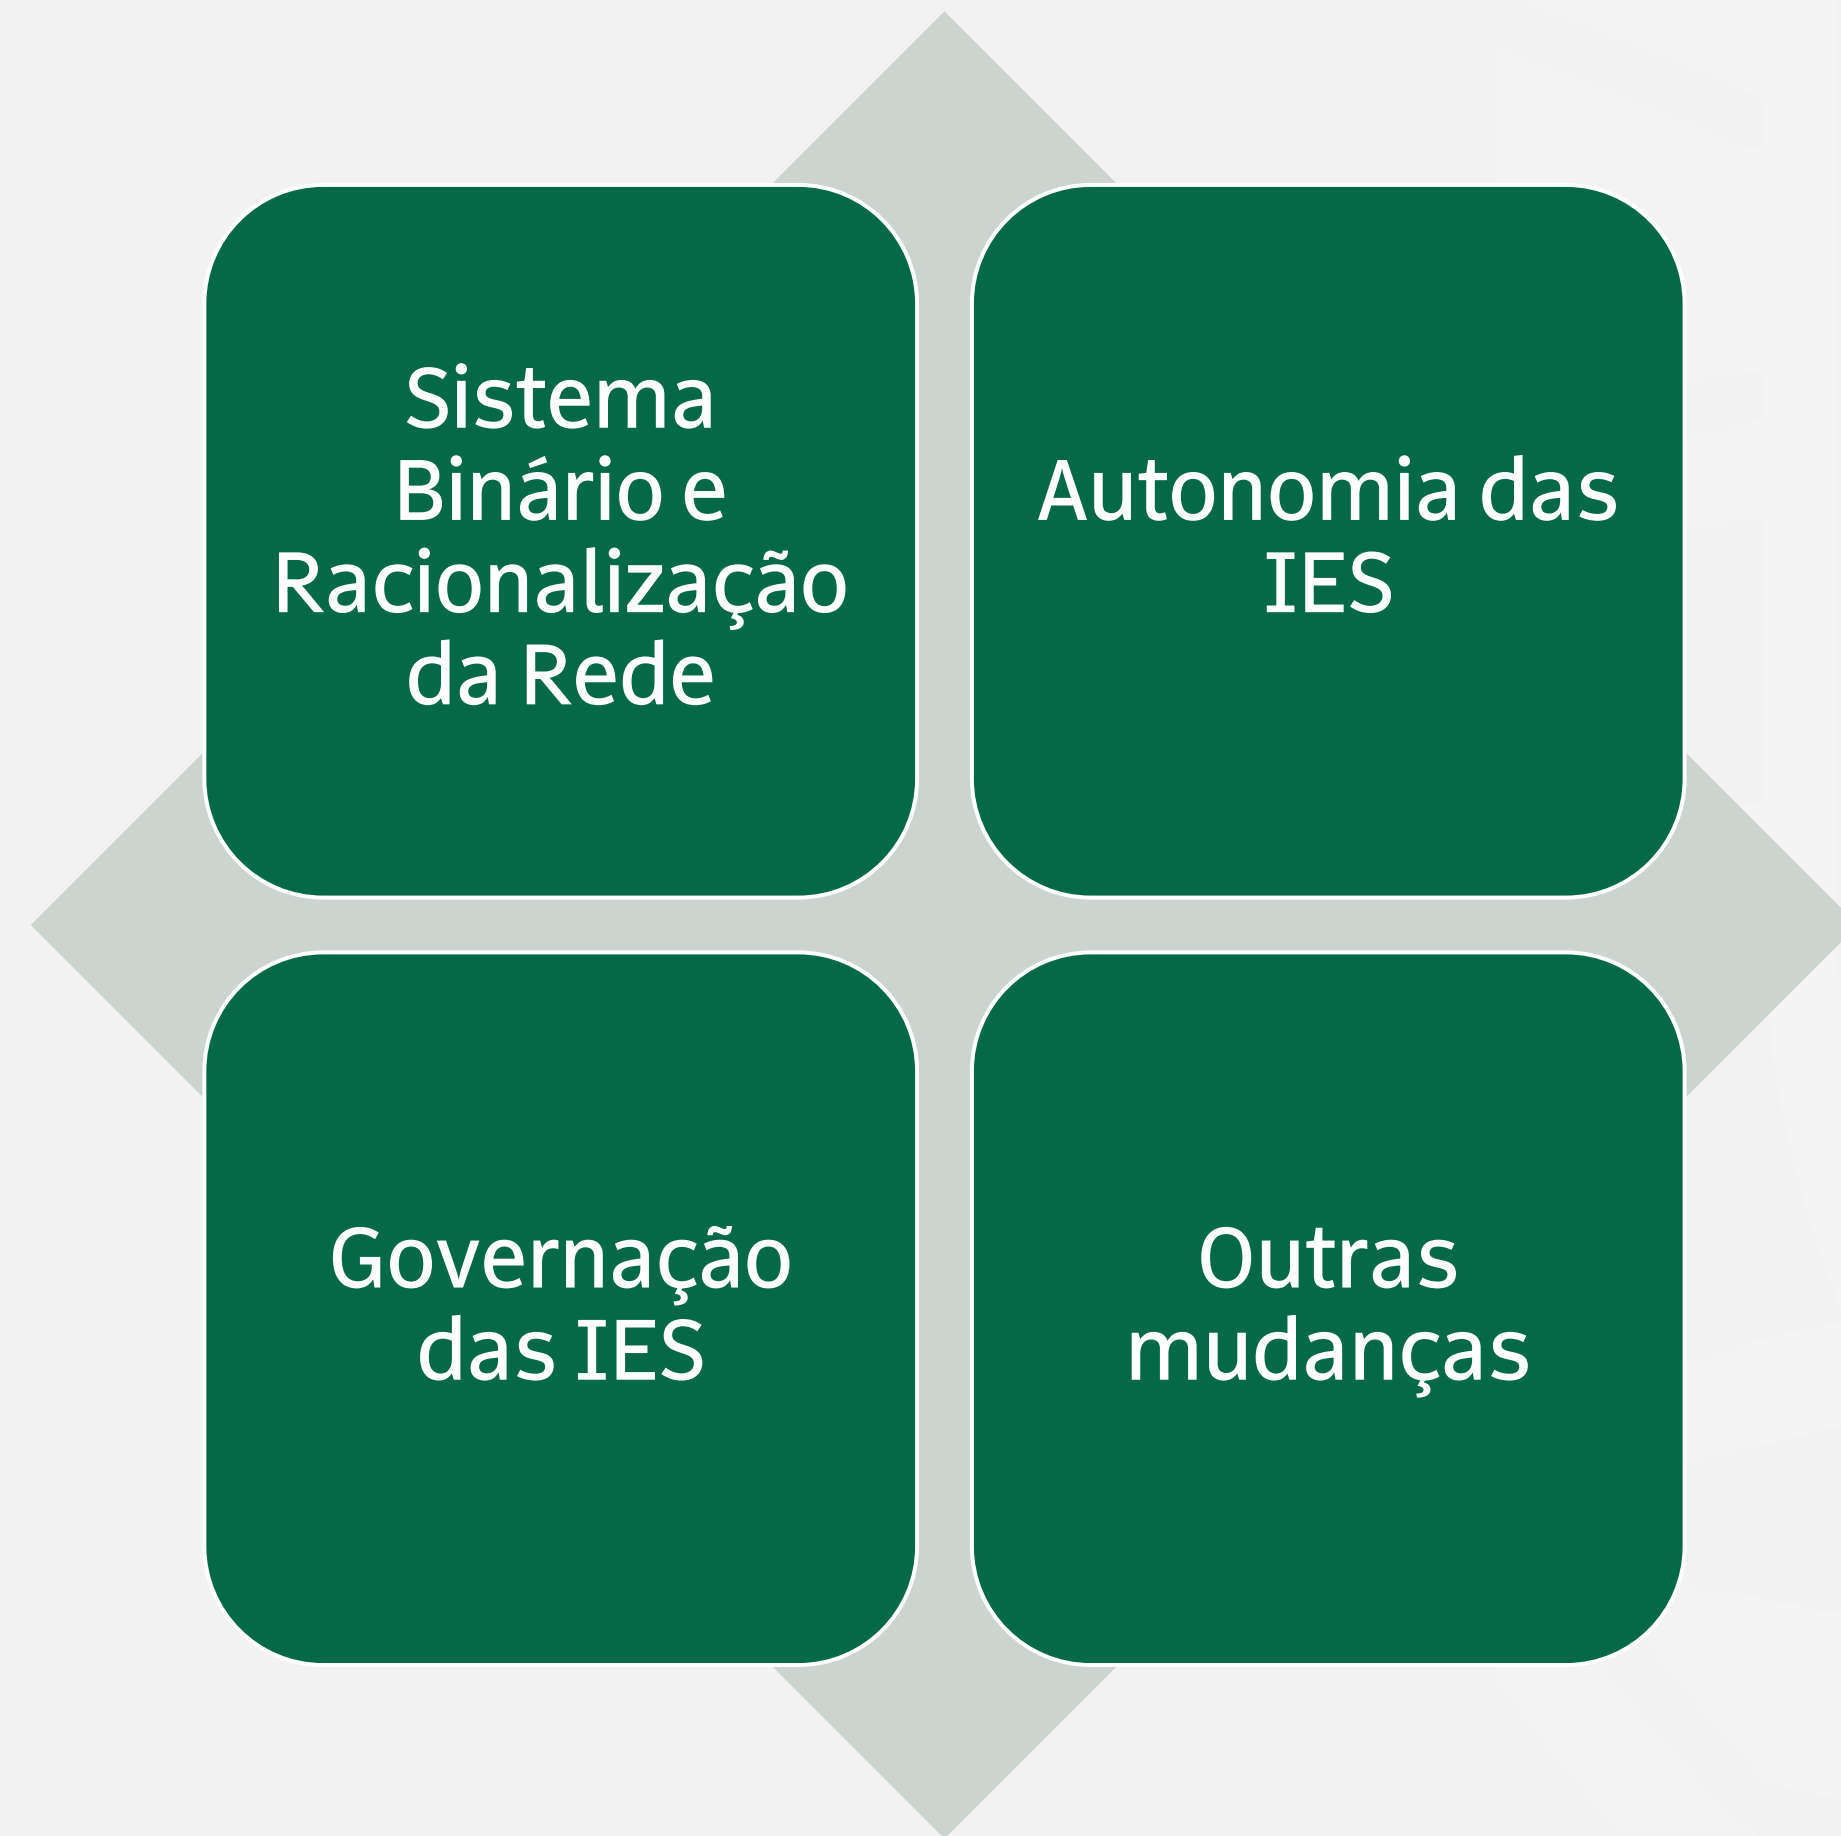 Sistema
Binário e
Racionalização
da Rede
Autonomia das
IES
Governação
das IES
Outras
mudanças